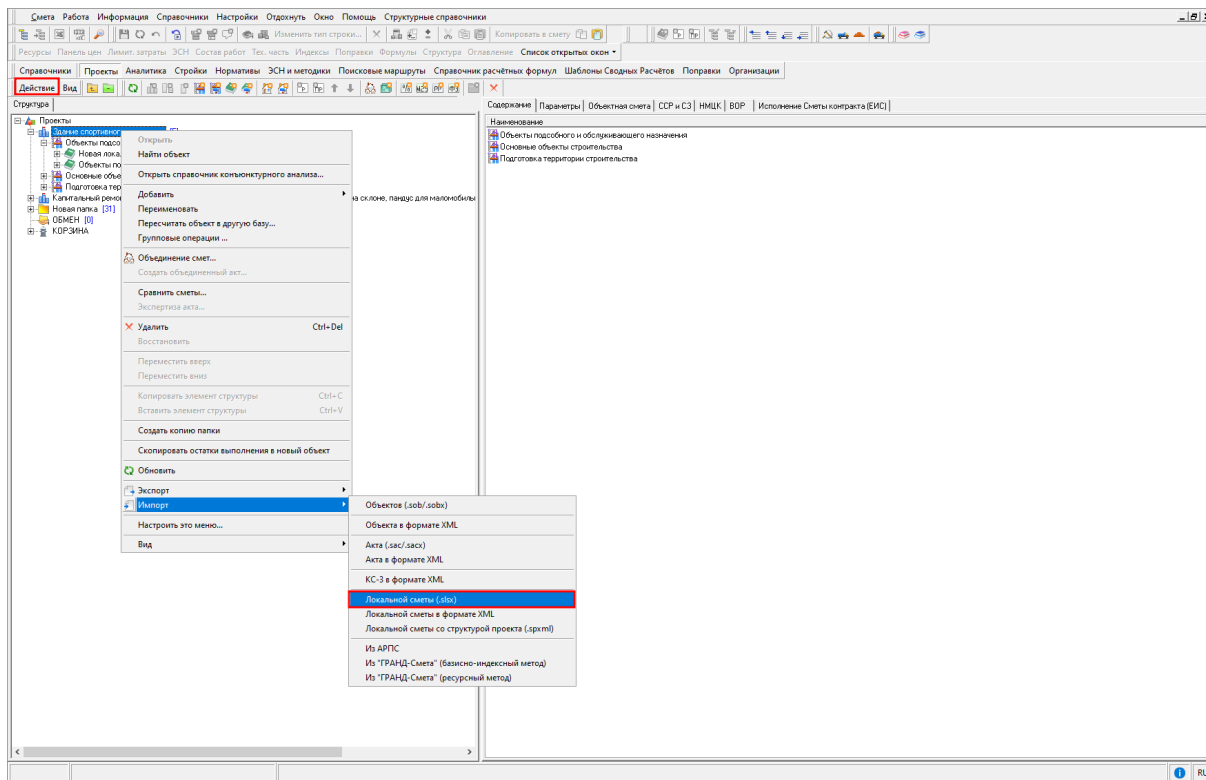 Смета Работа Информация Справочники Настройки Отдохнуть Окно Помощь Структурные справочники
Изменить тип строки... Копировать в смету
Ресурсы Панель цен Лимит. затраты ЭСН Состав работ Тех. часть Индексы Поправки Формулы Структура Оглавление Список открытых окон
Справочники Проекты Аналитика Стройки Нормативы ЭСН и методики Поисковые маршруты Справочник расчётных формул Шаблоны Сводных Расчётов Поправки Организации
Действие Вид
Структура
Проекты
Здание спортивног
Объекты подсо
Новая лока
Объекты по
Основные объе
Подготовка тер
Капитальный ремо
на склоне, пандус для маломобилы
Новая папка [31]
ОБМЕН [0]
КОРЗИНА
Открыть
Найти объект
Открыть справочник конъюнктурного анализа...
Добавить
Переименовать
Пересчитать объект в другую базу...
Групповые операции ...
Объединение смет...
Создать объединенный акт...
Сравнить сметы...
Экспертиза акта...
Удалить Ctrl+Del
Восстановить
Переместить вверх
Переместить вниз
Копировать элемент структуры Ctrl+C
Вставить элемент структуры Ctrl+V
Создать копию папки
Скопировать остатки выполнения в новый объект
Обновить
Экспорт
Импорт
Настроить это меню...
Вид
Объектов (.sob/.sobx)
Объекта в формате XML
Акта (.sac/.sacx)
Акта в формате XML
КС-3 в формате XML
Локальной сметы (.slsx)
Локальной сметы в формате XML
Локальной сметы со структурой проекта (.spxml)
Из АРПС
Из "ГРАНД-Смета" (базисно-индексный метод)
Из "ГРАНД-Смета" (ресурсный метод)
Содержание Параметры Объектная смета ССР и СЗ НМЦК ВОР Исполнение Сметы контракта (ЕИС)
Наименование
Объекты подсобного и обслуживающего назначения
Основные объекты строительства
Подготовка территории строительства
RU